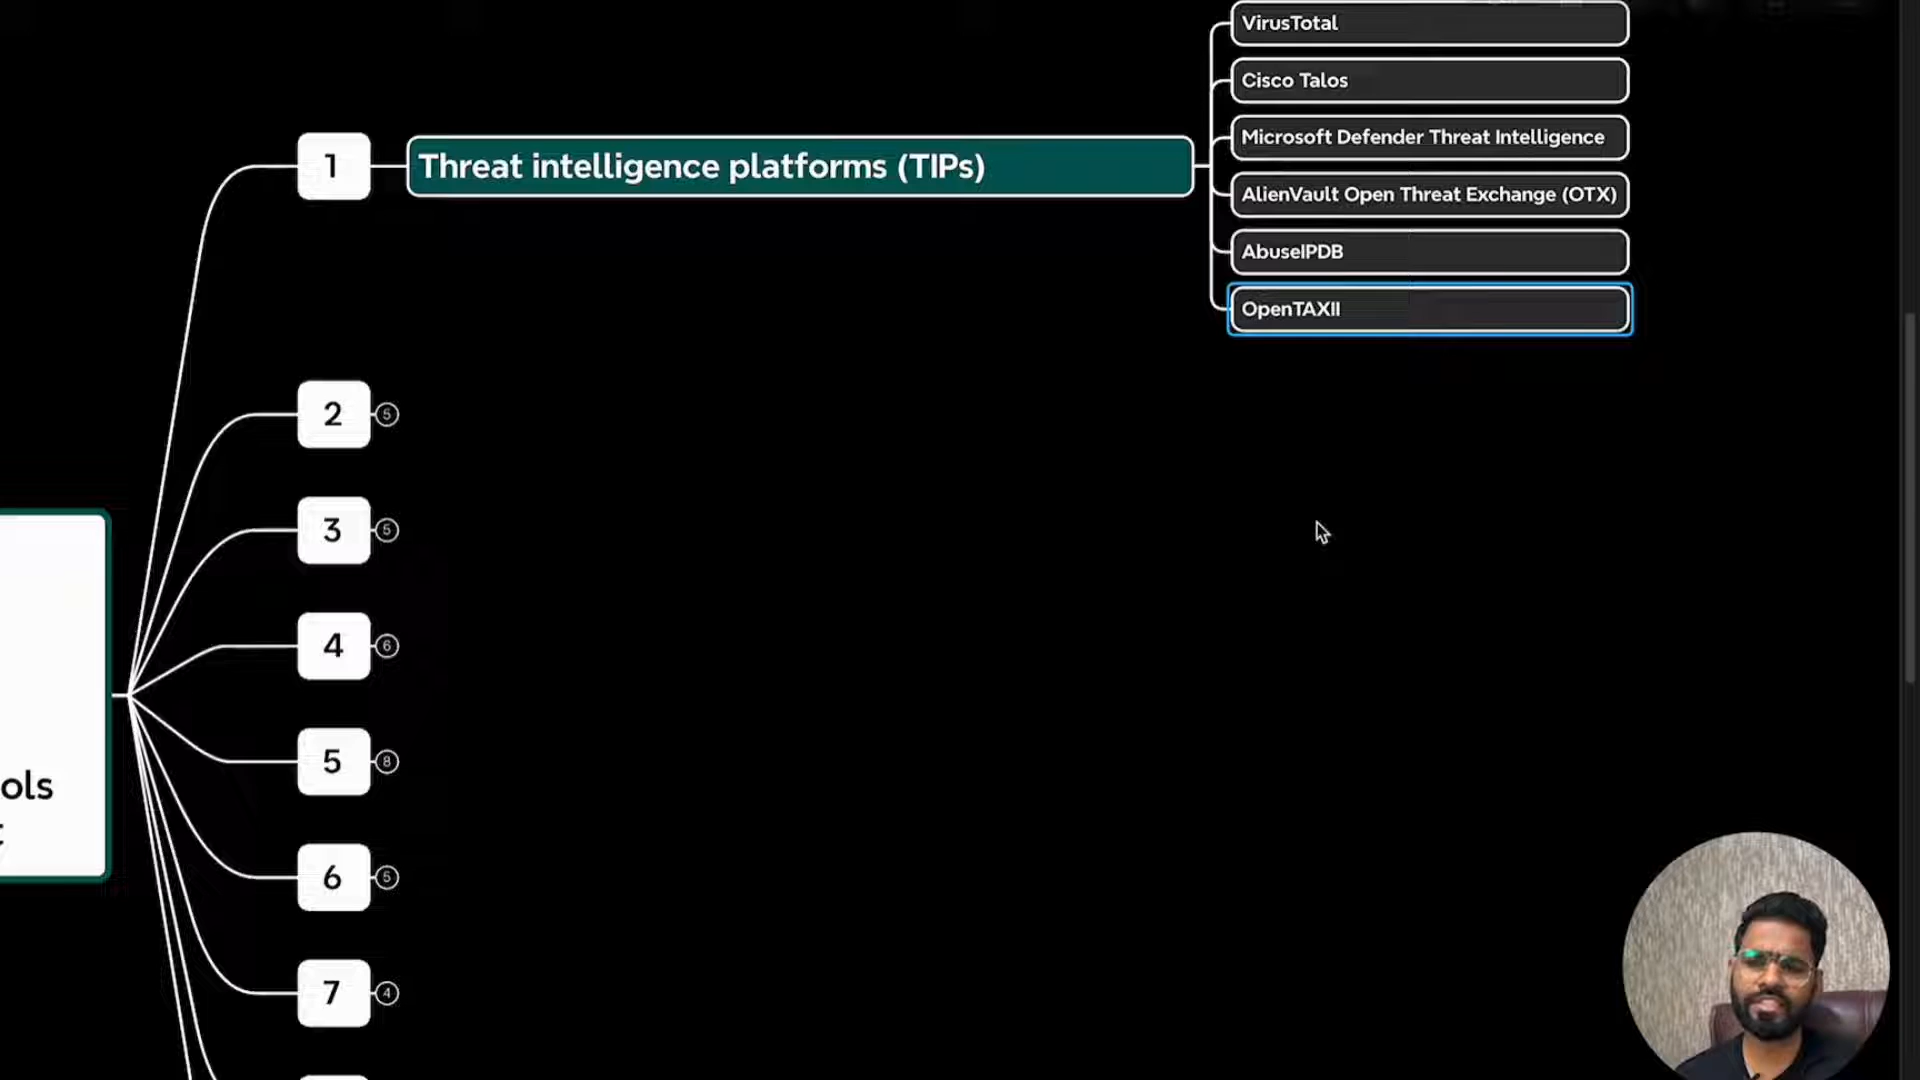 VirusTotal
Cisco Talos
Microsoft Defender Threat Intelligence
1
Threat intelligence platforms (TIPs)
AlienVault Open Threat Exchange (OTX)
AbuseIPDB
OpenTAXII
2
5
3
5
4
6
5
8
ols
6
5
7
4